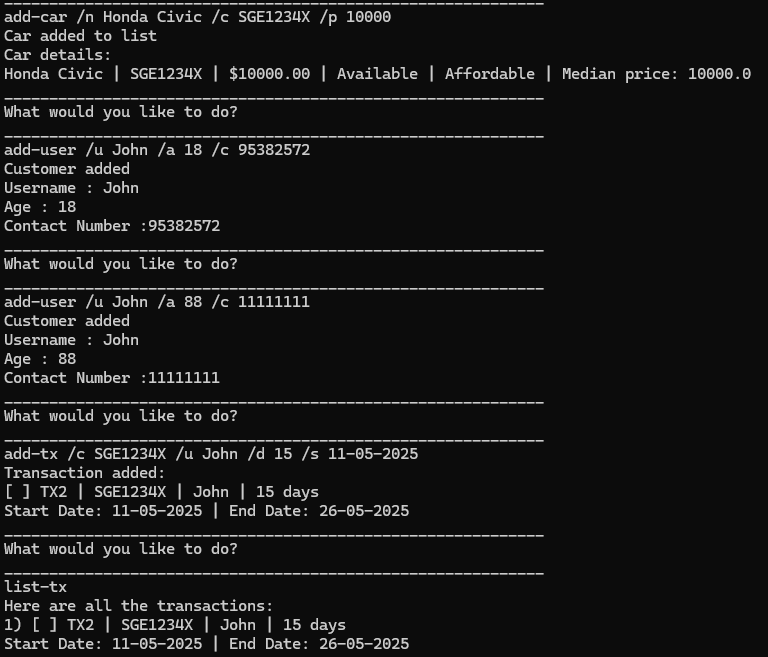 ____________________________________________________________
add-car /n Honda Civic /c SGE1234X /p 10000
Car added to list
Car details:
Honda Civic | SGE1234X | $10000.00 | Available | Affordable | Median price: 10000.0
____________________________________________________________
What would you like to do?
____________________________________________________________
add-user /u John /a 18 /c 95382572
Customer added
Username : John
Age : 18
Contact Number :95382572
____________________________________________________________
What would you like to do?
____________________________________________________________
add-user /u John /a 88 /c 11111111
Customer added
Username : John
Age : 88
Contact Number :11111111
____________________________________________________________
What would you like to do?
____________________________________________________________
add-tx /c SGE1234X /u John /d 15 /s 11-05-2025
Transaction added:
[ ] TX2 | SGE1234X | John | 15 days
Start Date: 11-05-2025 | End Date: 26-05-2025
____________________________________________________________
What would you like to do?
____________________________________________________________
list-tx
Here are all the transactions:
1) [ ] TX2 | SGE1234X | John | 15 days
Start Date: 11-05-2025 | End Date: 26-05-2025